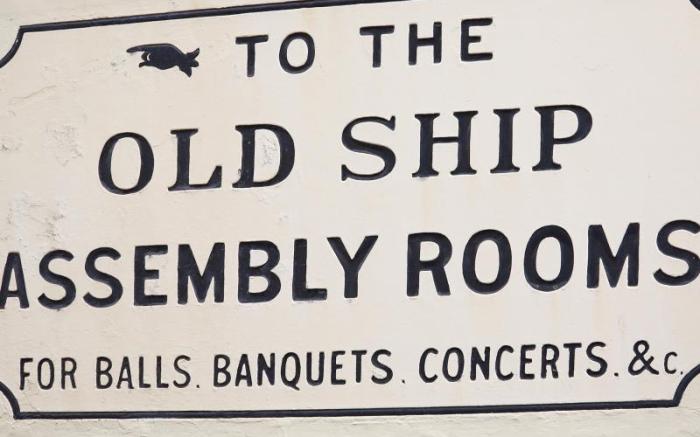 TO THE
OLD SHIP
ASSEMBLY ROOMS
FOR BALLS. BANQUETS. CONCERTS. &c.